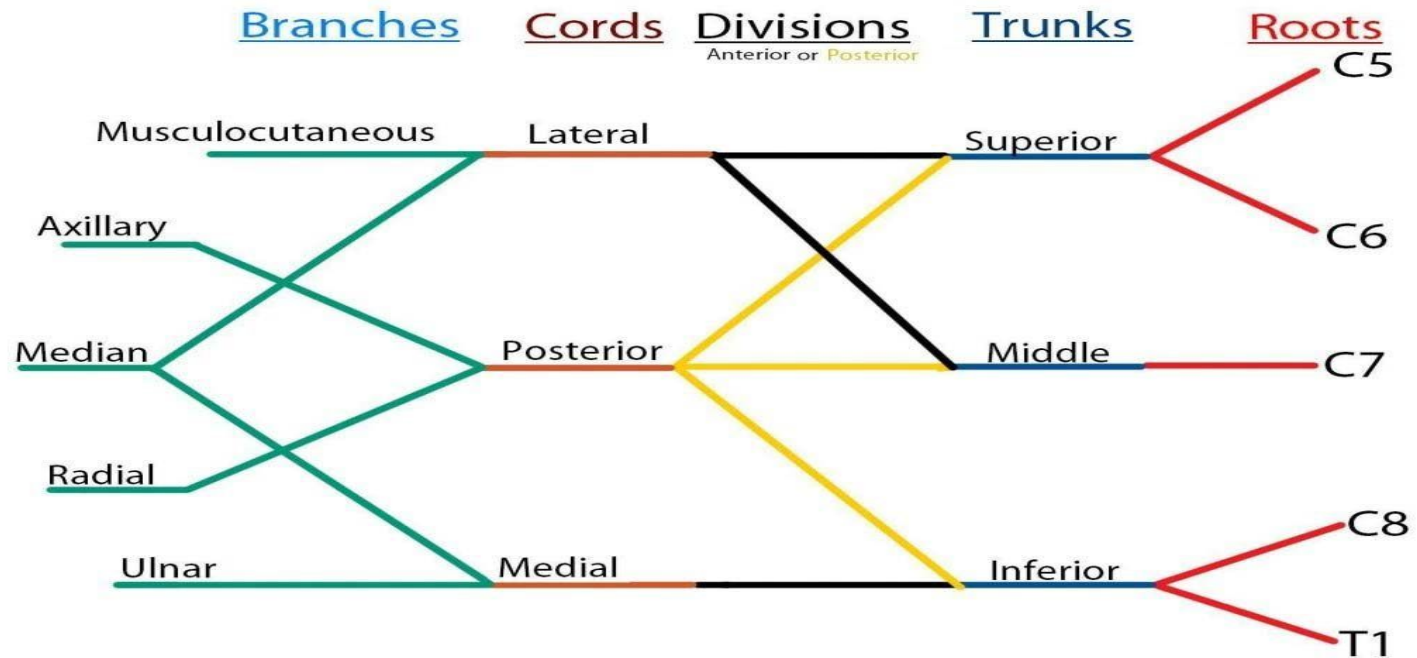 Branches Cords Divisions Trunks Roots
Anterior or Posterior
C5
Musculocutaneous Lateral Superior
Axillary C6
Median Posterior Middle C7
Radial
C8
Ulnar Medial Inferior
T1